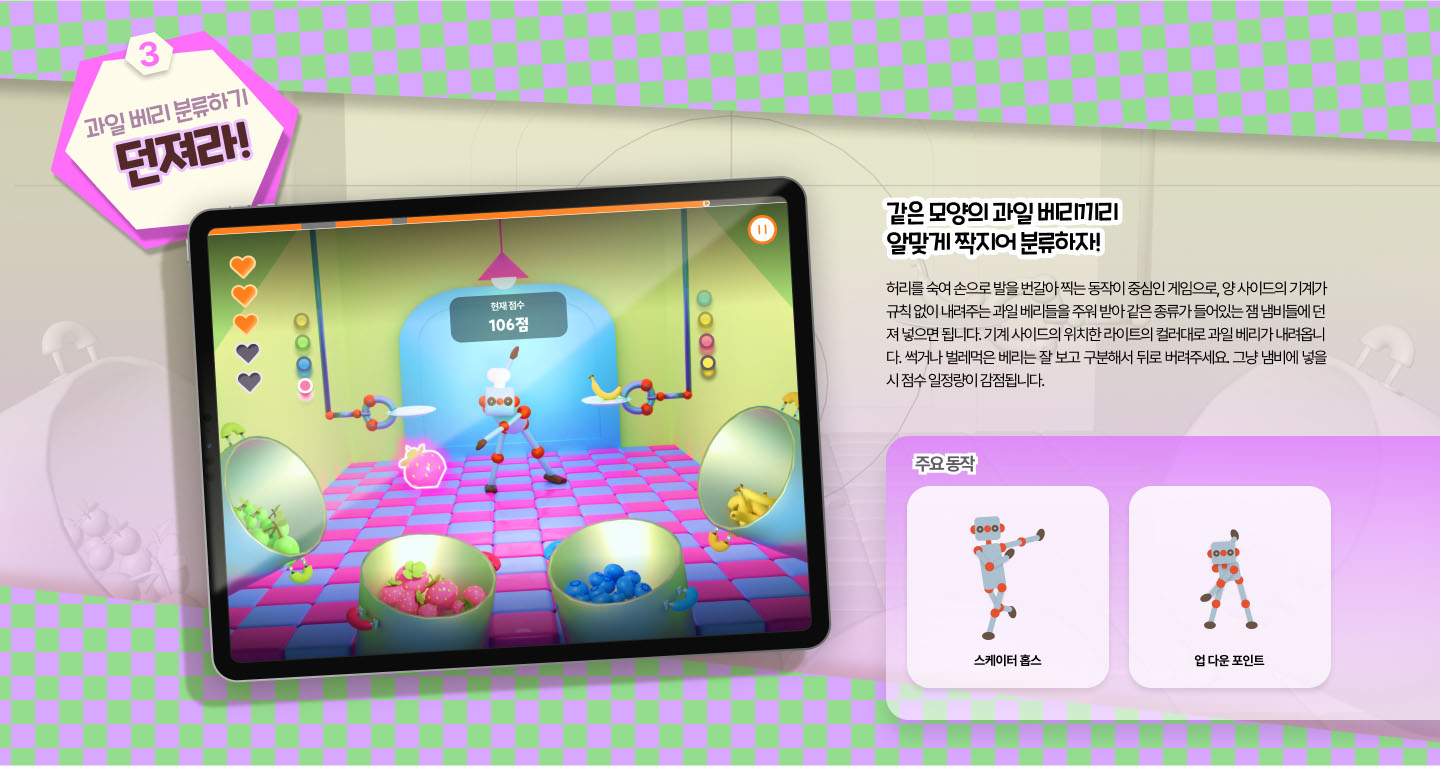 3
과일 베리 분류하기
던져라!
현재 점수
106점
같은 모양의 과일 베리끼리
알맞게 짝지어 분류하자!
허리를 숙여 손으로 발을 번갈아 찍는 동작이 중심인 게임으로, 양 사이드의 기계가
규칙 없이 내려주는 과일 베리들을 주워 받아 같은 종류가 들어있는 잼 냄비들에 던
져 넣으면 됩니다. 기계 사이드의 위치한 라이트의 컬러대로 과일 베리가 내려옵니
다. 썩거나 벌레먹은 베리는 잘 보고 구분해서 뒤로 버려주세요. 그냥 냄비에 넣을
시 점수 일정량이 감점됩니다.
주요 동작
스케이터 홉스
업 다운 포인트